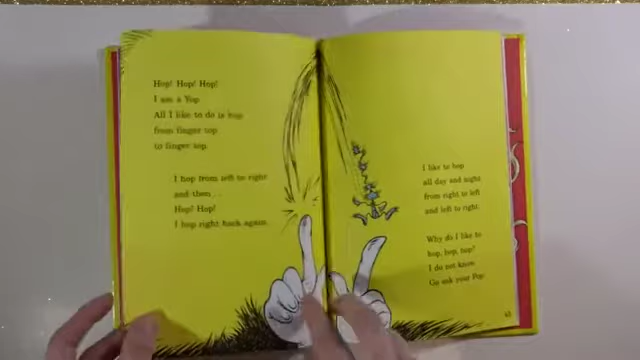 Hop! Hop! Hop!
I am a Yop
All I like to do is hop
from finger top
to finger top.
I hop from left to right
and then . . .
Hop! Hop!
I hop right back again.
I like to hop
all day and night
from right to left
and left to right.
Why do I like to
hop, hop, hop?
I do not know.
Go ask your Pop.